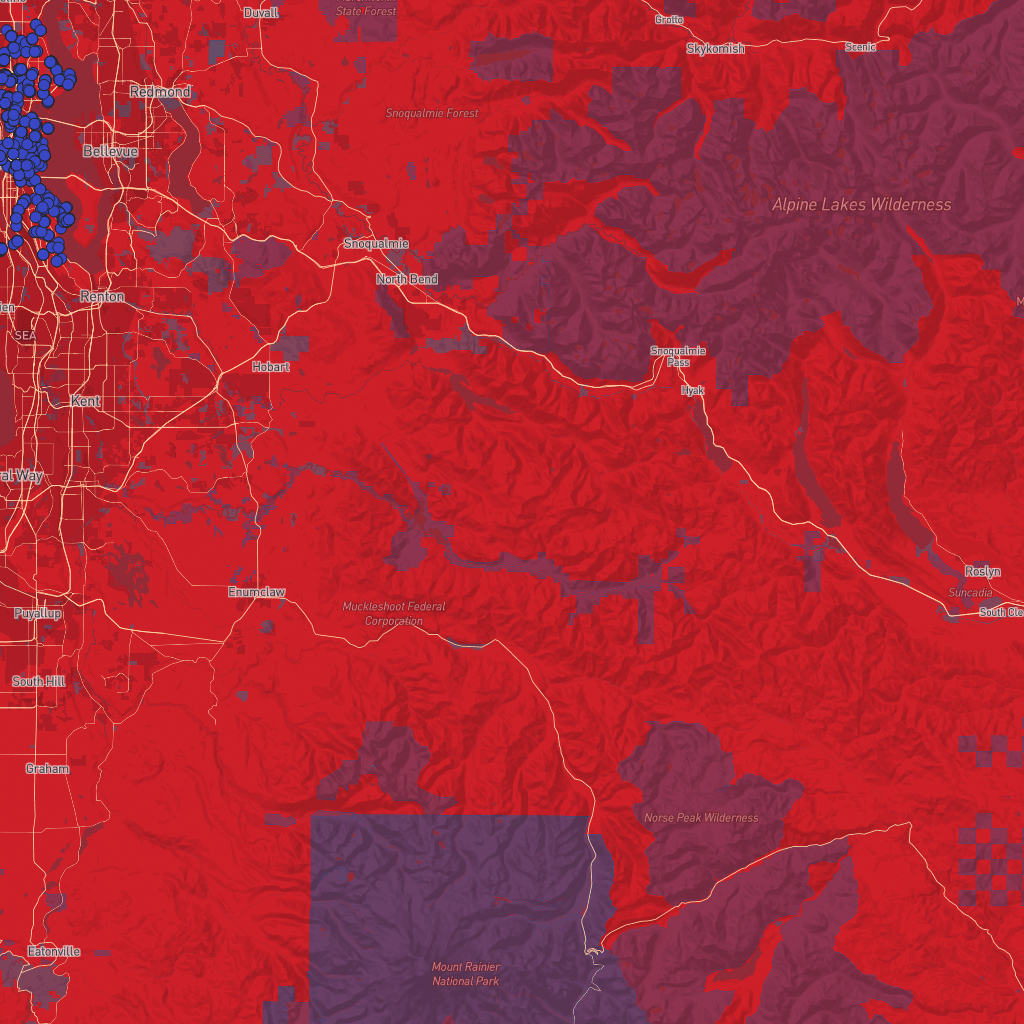 Duvall
State Forest
Grotto
Skykomish
Scenic
Redmond
Snoqualmie Forest
Bellevue
Alpine Lakes Wilderness
Snoqualmie
North Bend
Renton
ien
SEA
Snoqualmie
Pass
Hobart
Hyak
Kent
al Way
Roslyn
Suncadia
Enumclaw
Muckleshoot Federal
Corporation
South Cle
Puyallup
South Hill
Graham
Norse Peak Wilderness
Eatonville
Mount Rainier
National Park